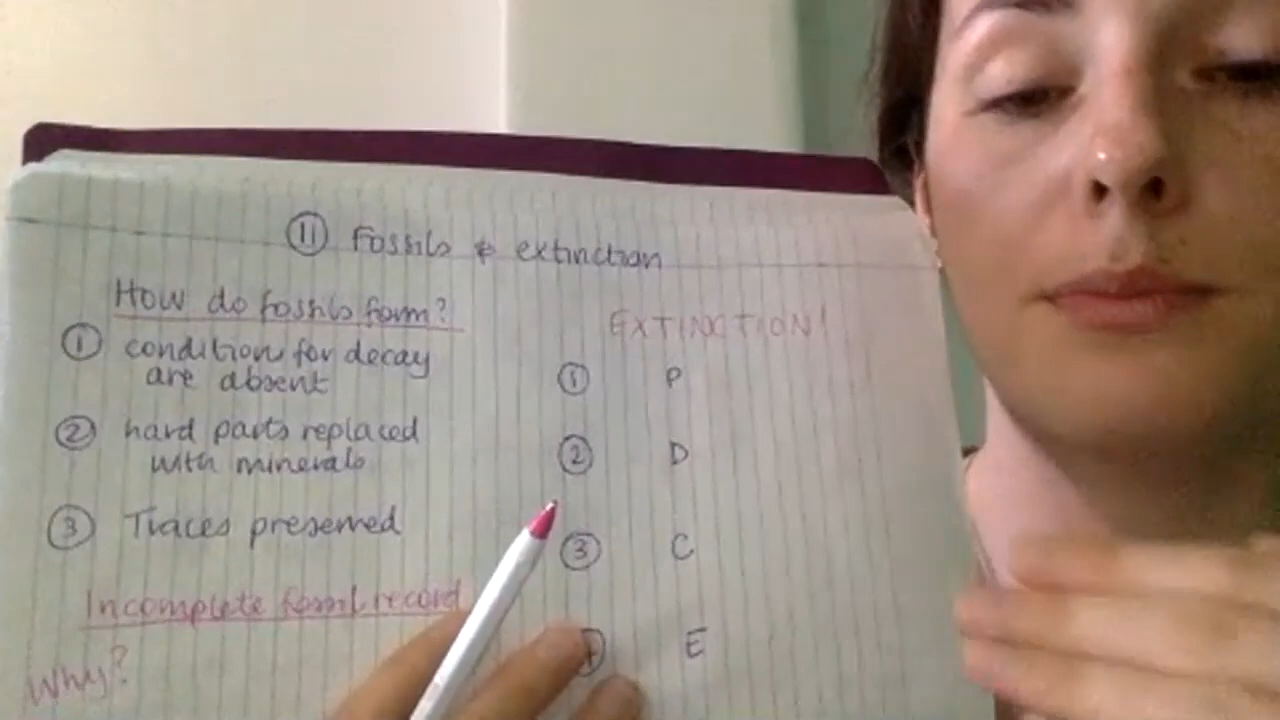 11 Fossils & extinction
How do fossils form?
1 condition for decay
are absent
2 hard parts replaced
with minerals
3 Traces preserved
Incomplete fossil record
Why?
EXTINCTION!
1 P
2 D
3 C
4 E